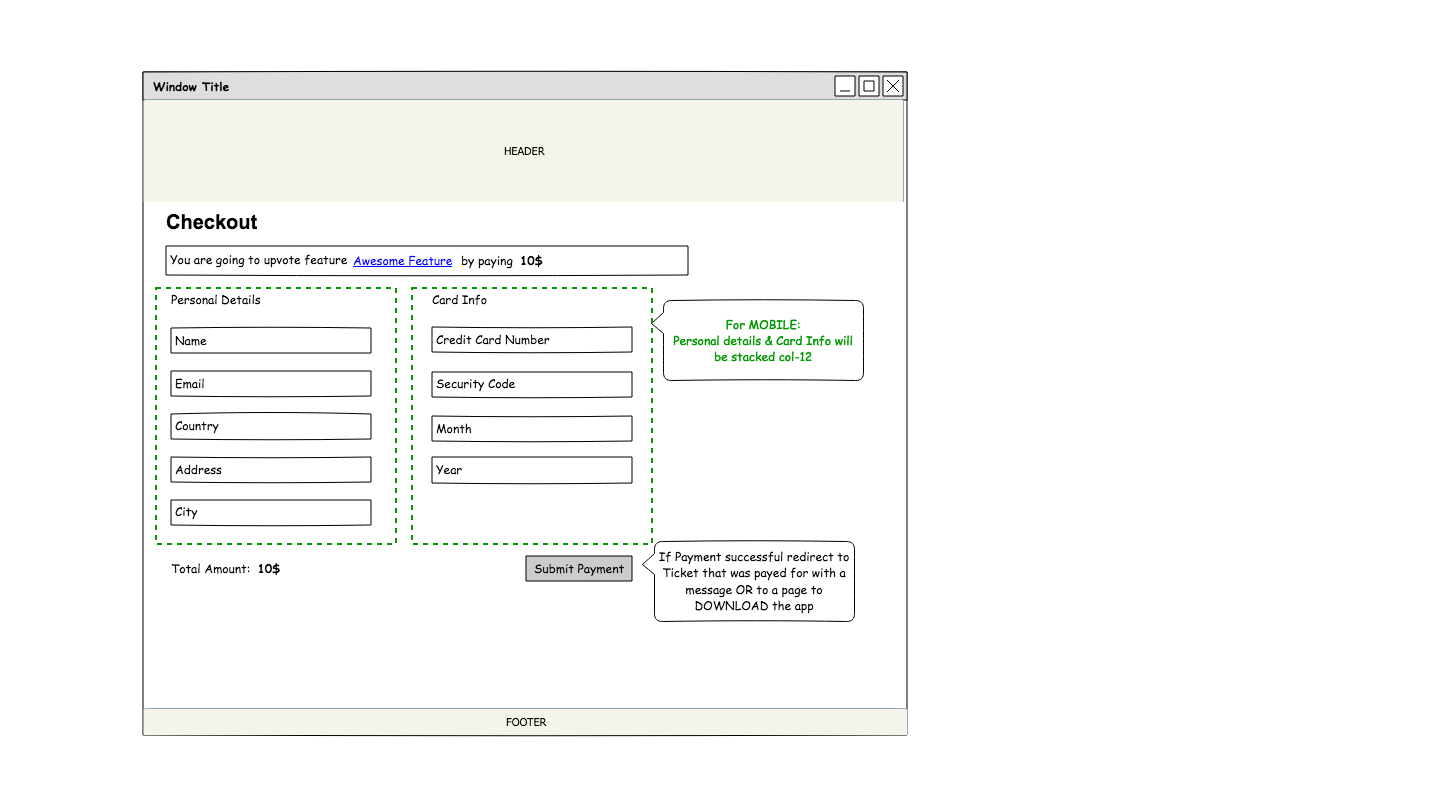 Window Title
HEADER
Checkout
You are going to upvote feature Awesome Feature by paying 10$
Personal Details
Name
Email
Country
Address
City
Card Info
Credit Card Number
Security Code
Month
Year
For MOBILE:
Personal details & Card Info will
be stacked col-12
Total Amount: 10$
Submit Payment
If Payment successful redirect to
Ticket that was payed for with a
message OR to a page to
DOWNLOAD the app
FOOTER